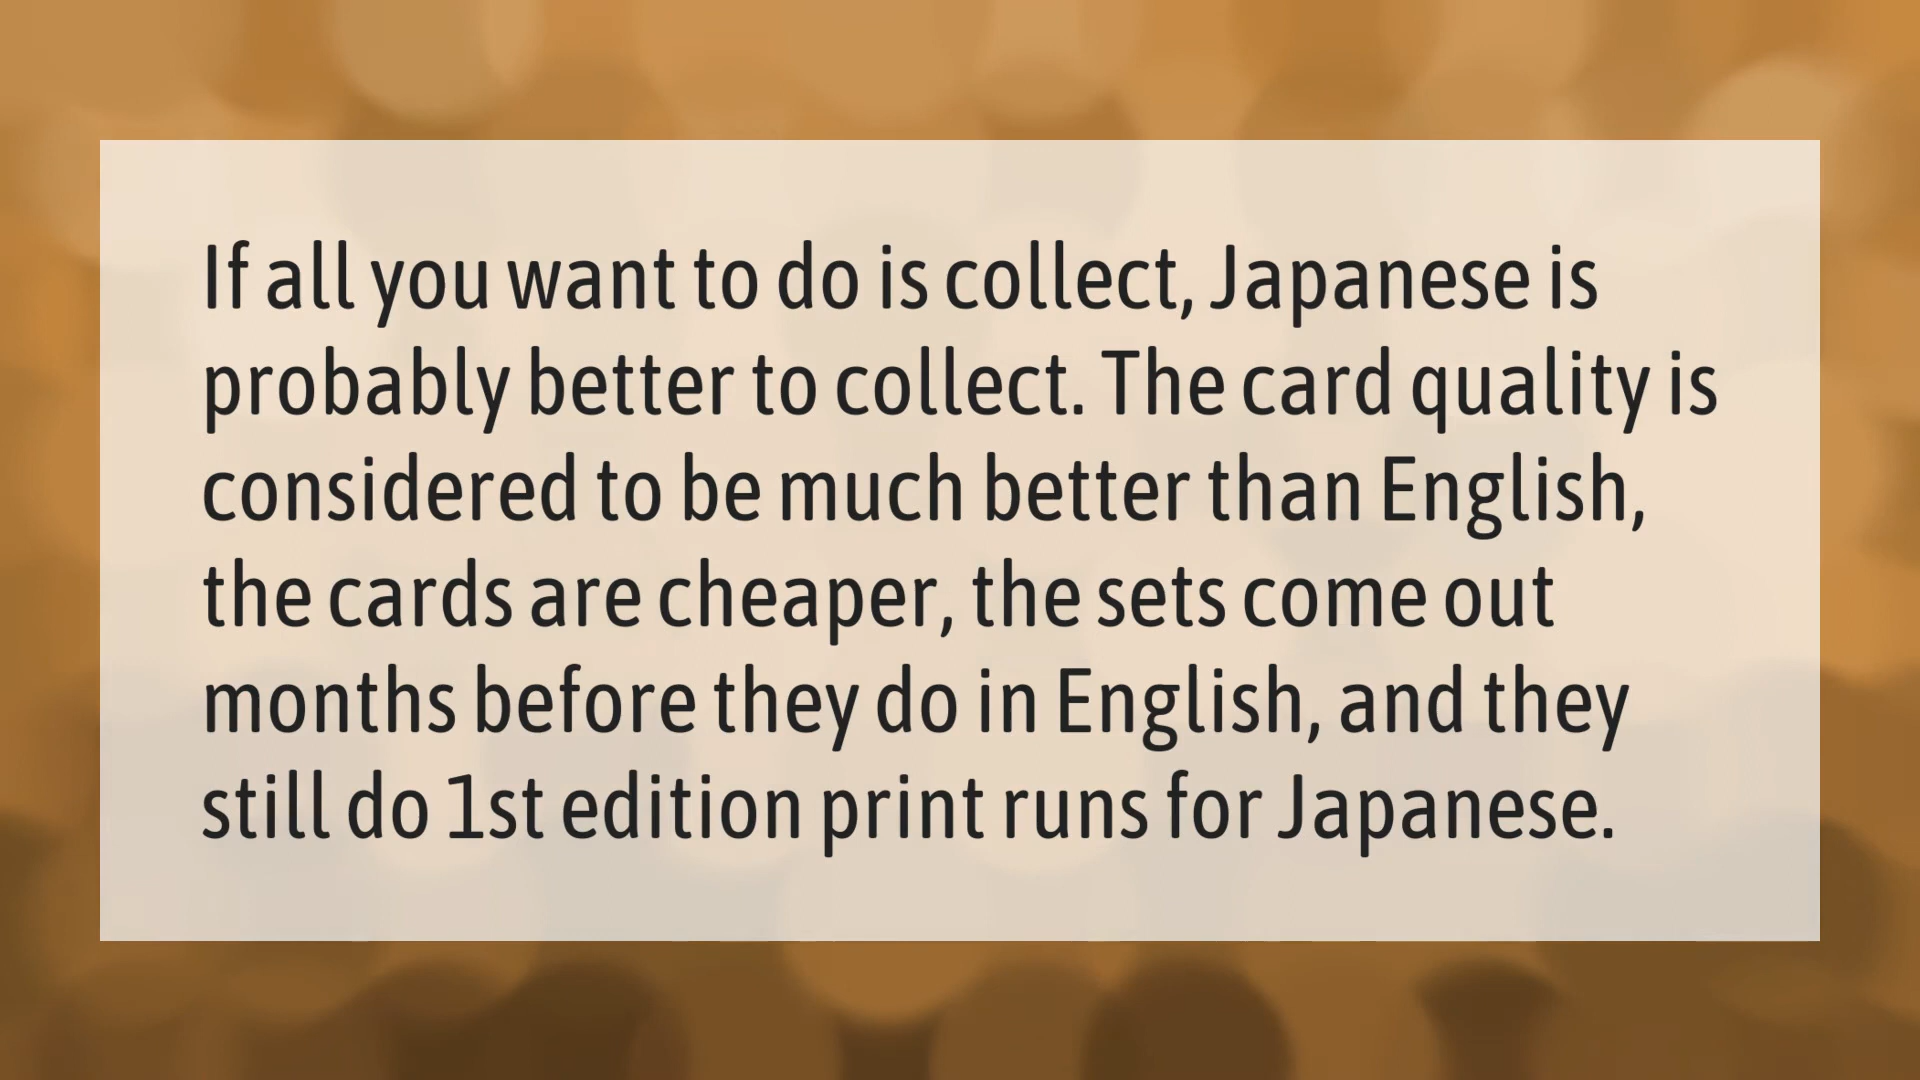 If all you want to do is collect, Japanese is
probably better to collect. The card quality is
considered to be much better than English,
the cards are cheaper, the sets come out
months before they do in English, and they
still do 1st edition print runs for Japanese.